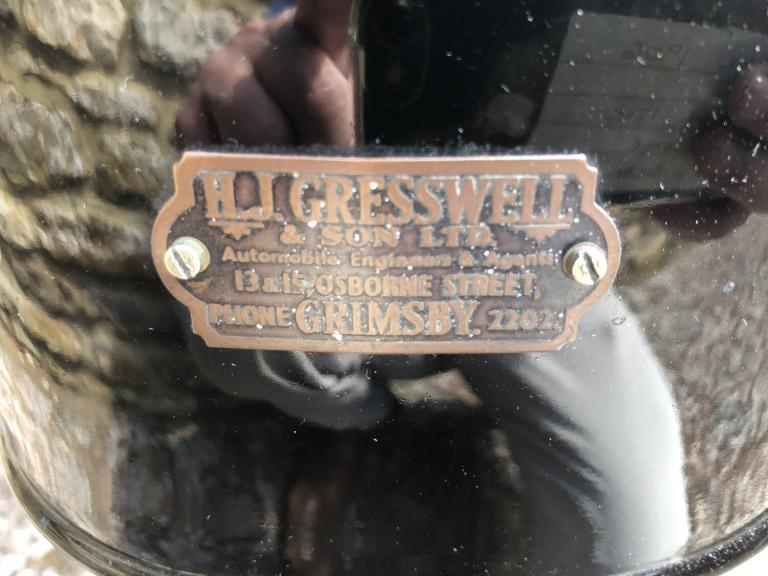 H.J. GRESSWELL
& SON LTD.
Automobile Engineers & Agents
13 & 15, OSBORNE STREET,
PHONE GRIMSBY. 2202.